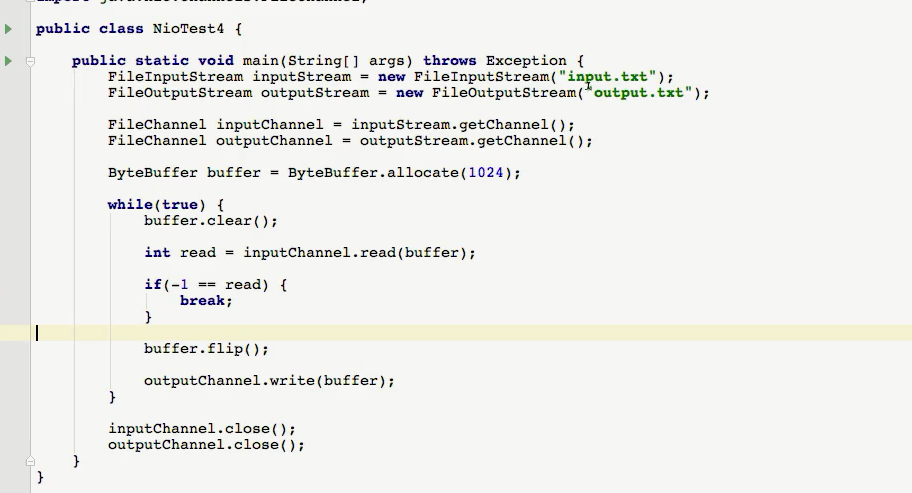 public class NioTest4 {
public static void main(String[] args) throws Exception {
FileInputStream inputStream = new FileInputStream("input.txt");
FileOutputStream outputStream = new FileOutputStream("output.txt");
FileChannel inputChannel = inputStream.getChannel();
FileChannel outputChannel = outputStream.getChannel();
ByteBuffer buffer = ByteBuffer.allocate(1024);
while(true) {
buffer.clear();
int read = inputChannel.read(buffer);
if(-1 == read) {
break;
}
buffer.flip();
outputChannel.write(buffer);
}
inputChannel.close();
outputChannel.close();
}
}